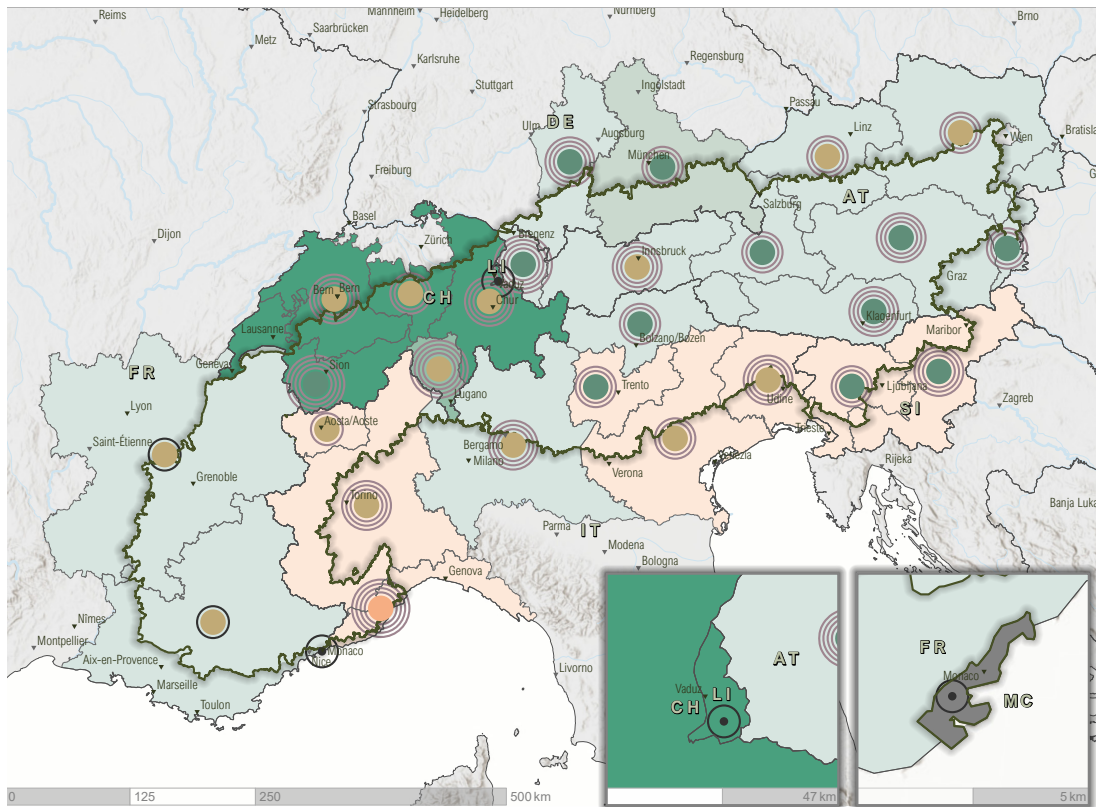 Reims
Mannheim
Heidelberg
Nürnberg
Brno
Saarbrücken
Metz
Karlsruhe
Regensburg
Stuttgart
Ingolstadt
Strasbourg
Passau
Ulm
DE
Augsburg
Linz
Wien
München
Freiburg
AT
Salzburg
Basel
Dijon
Zürich
Bregenz
Innsbruck
LI
Vaduz
Graz
Bern
Bern
CH
Chur
Klagenfurt
Lausanne
Bolzano/Bozen
Maribor
Geneva
Sion
FR
Trento
Ljubljana
Lugano
Udine
SI
Zagreb
Lyon
Aosta/Aoste
Trieste
Saint-Étienne
Bergamo
Milano
Venezia
Rijeka
Grenoble
Verona
Torino
Banja Luka
Parma
IT
Modena
Genova
Bologna
Nîmes
Montpellier
Monaco
Nice
Aix-en-Provence
Marseille
Livorno
Toulon
FR
AT
Monaco
Vaduz
LI
CH
MC
0
125
250
500 km
47 km
5 km